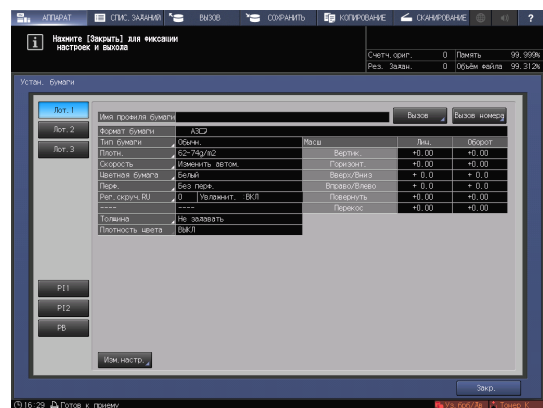 АППАРАТ СПИС. ЗАДАНИЙ ВЫЗОВ СОХРАНИТЬ КОПИРОВАНИЕ СКАНИРОВАНИЕ ?
Нажмите [Закрыть] для фиксации
настроек и выхода
Счетч. ориг. 0 Память 99.999%
Рез. Задан. 0 Объём файла 99.312%
Устан. бумаги
Лот. 1
Лот. 2
Лот. 3
PI1
PI2
PB
Имя профиля бумаги Вызов Вызов номера
Формат бумаги A3
Тип бумаги Обычн. Масш Лиц. Оборот
Плотн. 62-74g/m2 Вертик. +0.00 +0.00
Скорость Изменить автом. Горизонт. +0.00 +0.00
Цветная бумага Белый Вверх/Вниз + 0.0 + 0.0
Перф. Без перф. Вправо/Влево + 0.0 + 0.0
Рег.скруч.RU 0 Увлажнит. :ВКЛ Повернуть +0.00 +0.00
---- ---- Перекос +0.00 +0.00
Толщина Не задавать
Плотность цвета ВЫКЛ
Изм.настр.
Закр.
16:29 Готов к приему Тонер K